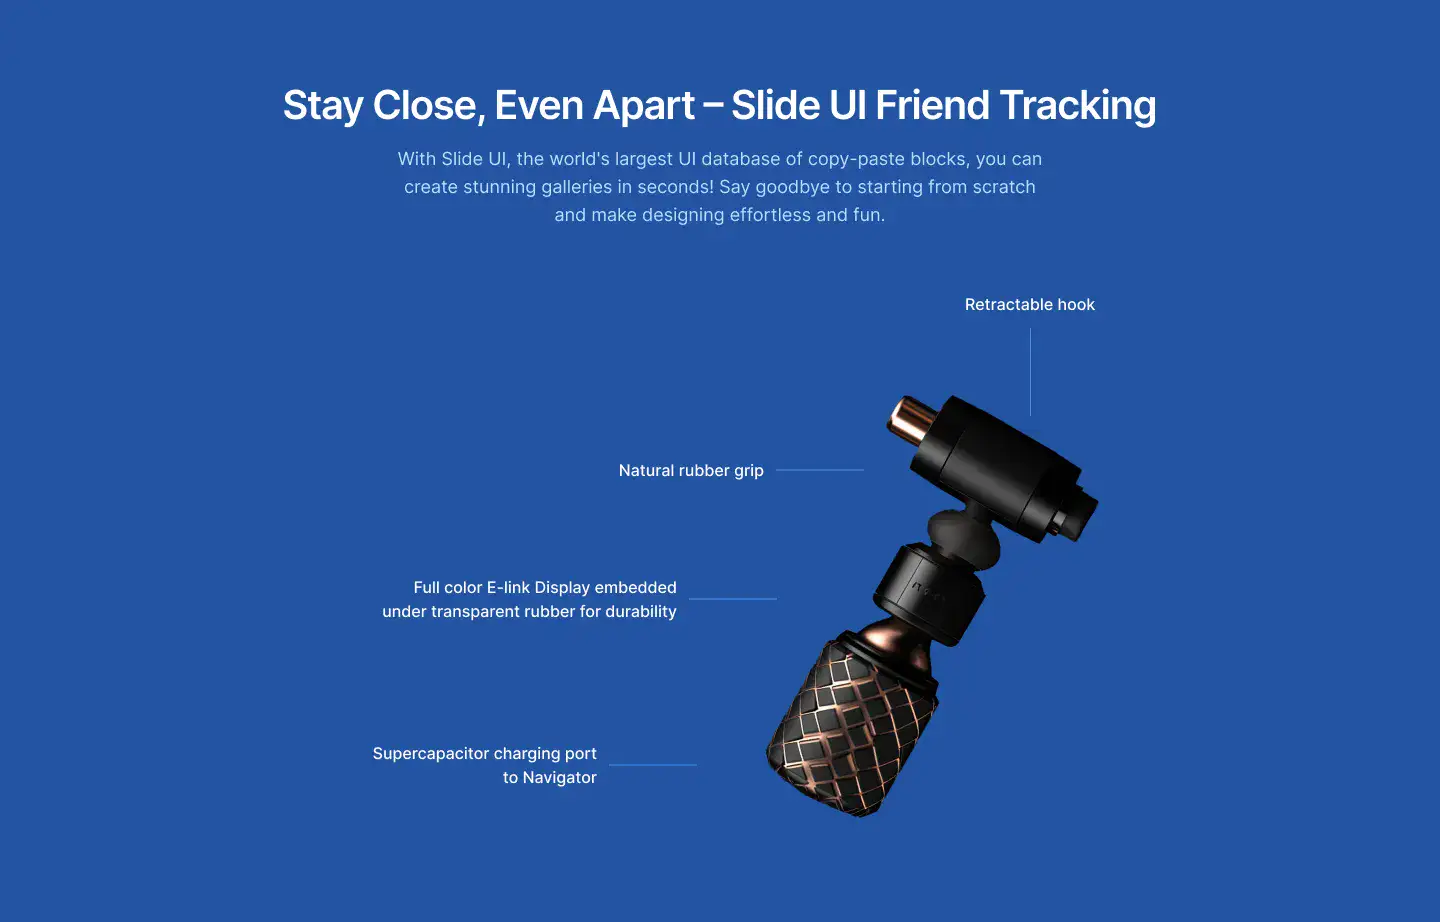 Stay Close, Even Apart – Slide UI Friend Tracking
With Slide UI, the world's largest UI database of copy-paste blocks, you can
create stunning galleries in seconds! Say goodbye to starting from scratch
and make designing effortless and fun.
Retractable hook
Natural rubber grip
Full color E-link Display embedded
under transparent rubber for durability
Supercapacitor charging port
to Navigator